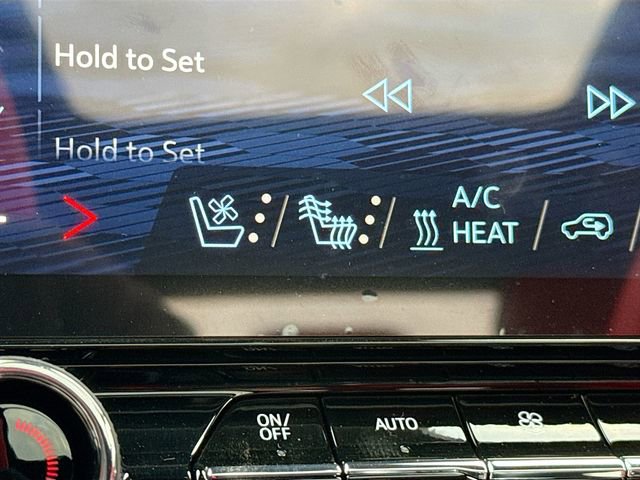 Hold to Set
Hold to Set
A/C
HEAT
ON/
OFF
AUTO